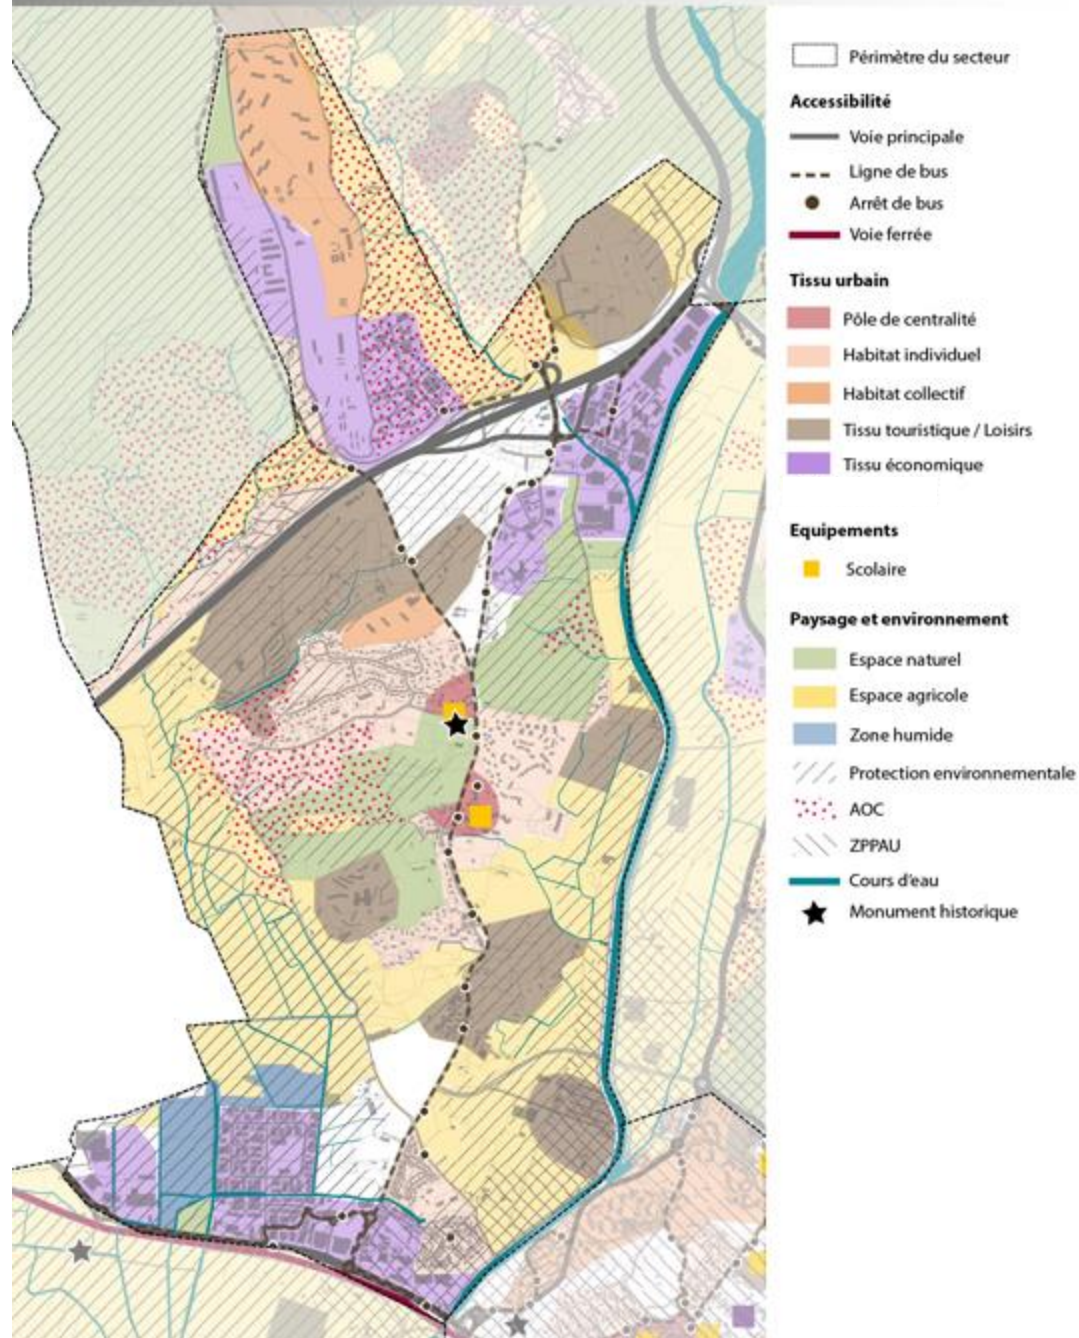 Périmètre du secteur
Accessibilité
Voie principale
Ligne de bus
Arrêt de bus
Voie ferrée
Tissu urbain
Pôle de centralité
Habitat individuel
Habitat collectif
Tissu touristique / Loisirs
Tissu économique
Equipements
Scolaire
Paysage et environnement
Espace naturel
Espace agricole
Zone humide
Protection environnementale
AOC
ZPPAU
Cours d'eau
Monument historique